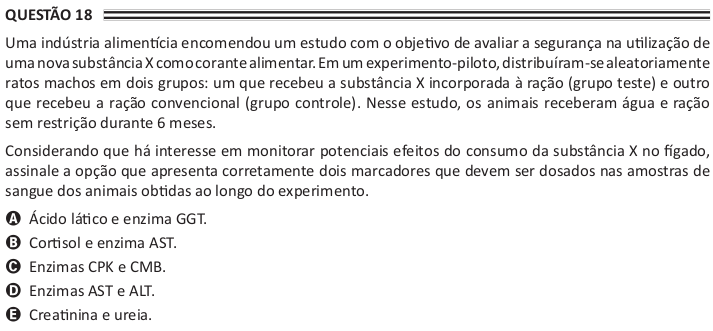 QUESTÃO 18
Uma indústria alimentícia encomendou um estudo com o objetivo de avaliar a segurança na utilização de
uma nova substância X como corante alimentar. Em um experimento-piloto, distribuíram-se aleatoriamente
ratos machos em dois grupos: um que recebeu a substância X incorporada à ração (grupo teste) e outro
que recebeu a ração convencional (grupo controle). Nesse estudo, os animais receberam água e ração
sem restrição durante 6 meses.
Considerando que há interesse em monitorar potenciais efeitos do consumo da substância X no fígado,
assinale a opção que apresenta corretamente dois marcadores que devem ser dosados nas amostras de
sangue dos animais obtidas ao longo do experimento.
A Ácido lático e enzima GGT.
B Cortisol e enzima AST.
C Enzimas CPK e CMB.
D Enzimas AST e ALT.
E Creatinina e ureia.